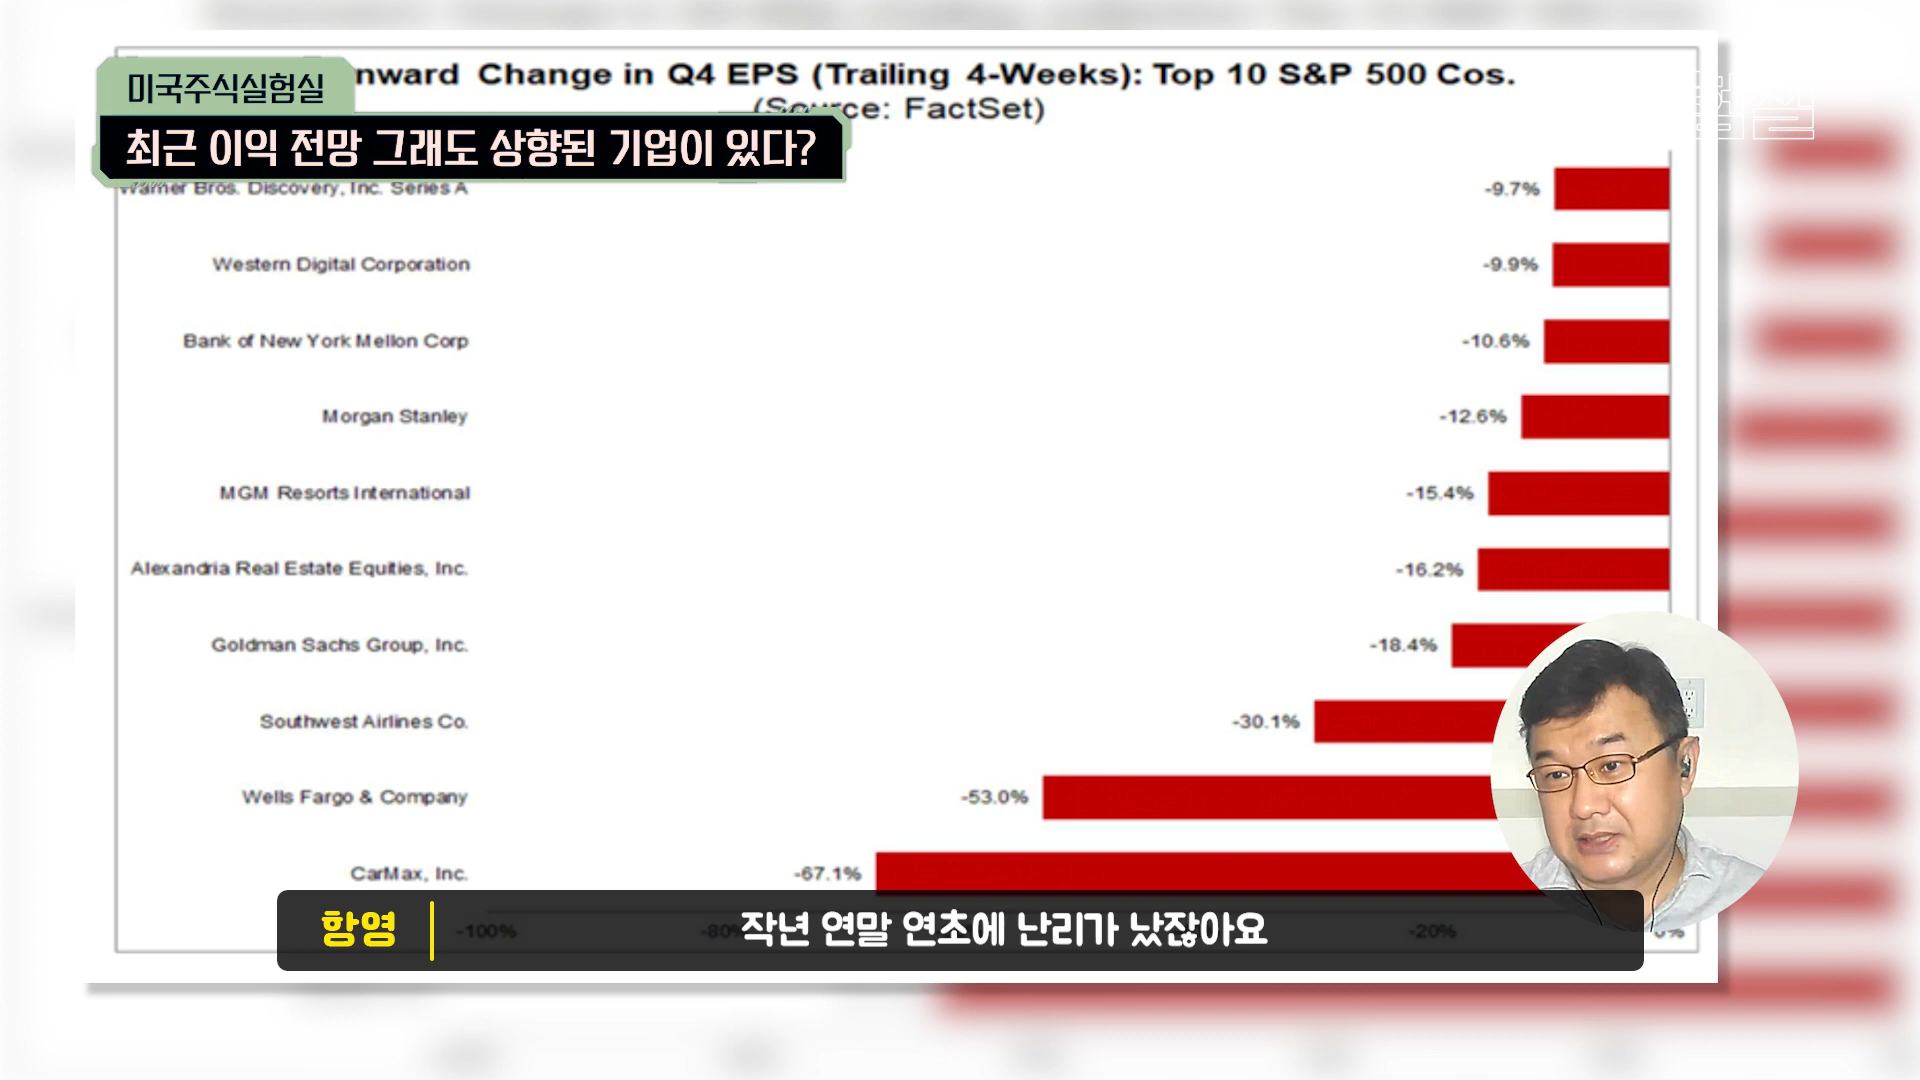 미국주식실험실
nward Change in Q4 EPS (Trailing 4-Weeks): Top 10 S&P 500 Cos.
(Source: FactSet)
최근 이익 전망 그래도 상향된 기업이 있다?
Warner Bros. Discovery, Inc. Series A -9.7%
Western Digital Corporation -9.9%
Bank of New York Mellon Corp -10.6%
Morgan Stanley -12.6%
MGM Resorts International -15.4%
Alexandria Real Estate Equities, Inc. -16.2%
Goldman Sachs Group, Inc. -18.4%
Southwest Airlines Co. -30.1%
Wells Fargo & Company -53.0%
CarMax, Inc. -67.1%
-100% -80% -20% 0%
항영 작년 연말 연초에 난리가 났잖아요